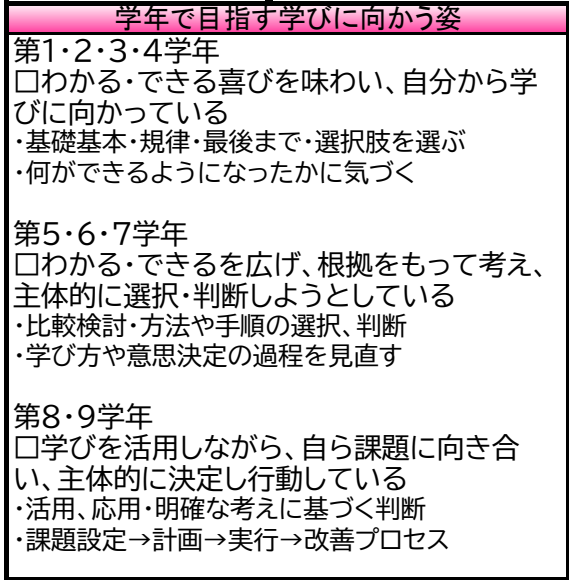 学年で目指す学びに向かう姿
第1・2・3・4学年
□わかる・できる喜びを味わい、自分から学
びに向かっている
・基礎基本・規律・最後まで・選択肢を選ぶ
・何ができるようになったかに気づく
第5・6・7学年
□わかる・できるを広げ、根拠をもって考え、
主体的に選択・判断しようとしている
・比較検討・方法や手順の選択、判断
・学び方や意思決定の過程を見直す
第8・9学年
□学びを活用しながら、自ら課題に向き合
い、主体的に決定し行動している
・活用、応用・明確な考えに基づく判断
・課題設定→計画→実行→改善プロセス